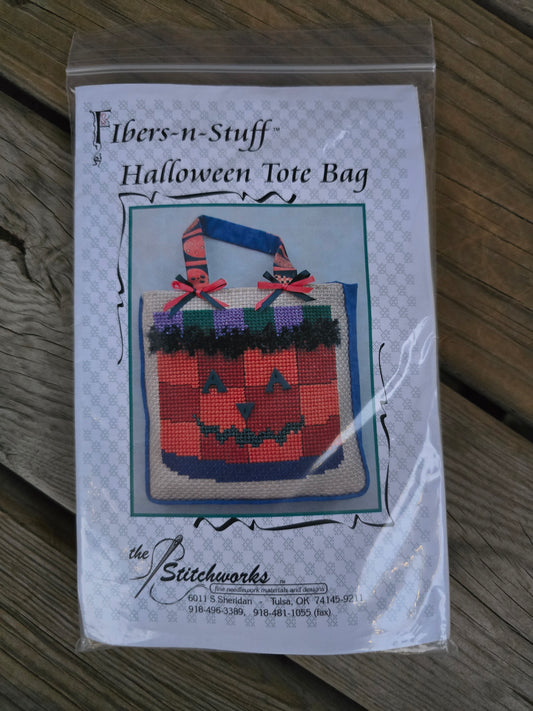 FIbers-n-Stuff™
Halloween Tote Bag
the Stitchworks™
fine needlework materials and designs
6011 S Sheridan - Tulsa, OK 74145-9211
918-496-3389, 918-481-1055 (fax)